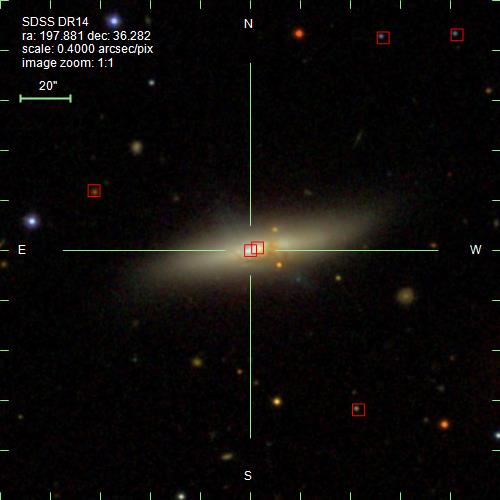 SDSS DR14
ra: 197.881 dec: 36.282
scale: 0.4000 arcsec/pix
image zoom: 1:1
20"
N
E
W
S